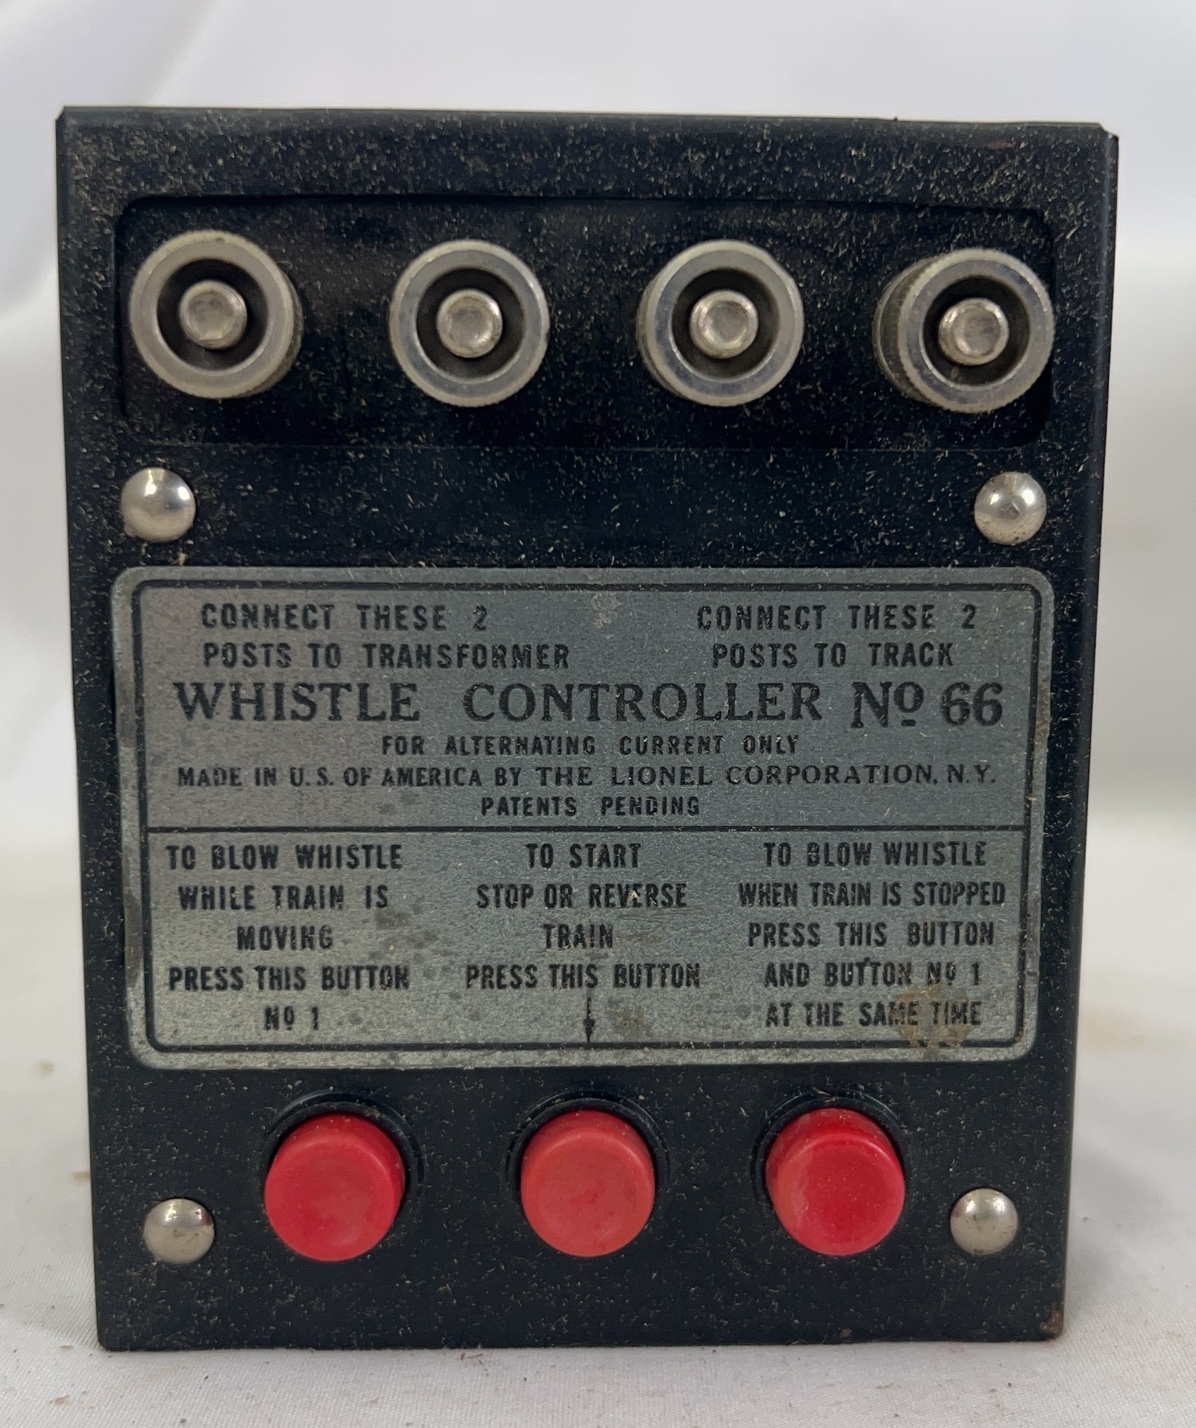 CONNECT THESE 2
POSTS TO TRANSFORMER
CONNECT THESE 2
POSTS TO TRACK
WHISTLE CONTROLLER Nº 66
FOR ALTERNATING CURRENT ONLY
MADE IN U.S. OF AMERICA BY THE LIONEL CORPORATION, N.Y.
PATENTS PENDING
TO BLOW WHISTLE
WHILE TRAIN IS
MOVING
PRESS THIS BUTTON
Nº 1
TO START
STOP OR REVERSE
TRAIN
PRESS THIS BUTTON
TO BLOW WHISTLE
WHEN TRAIN IS STOPPED
PRESS THIS BUTTON
AND BUTTON Nº 1
AT THE SAME TIME